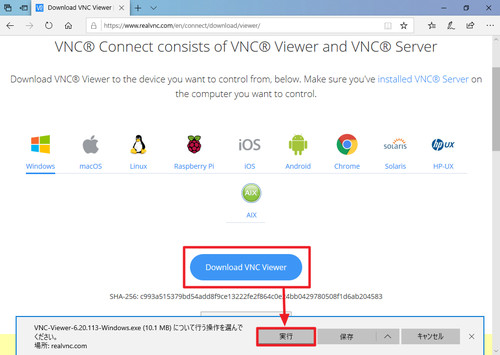 Download VNC® Viewer
https://www.realvnc.com/en/connect/download/viewer/
VNC® Connect consists of VNC® Viewer and VNC® Server
Download VNC® Viewer to the device you want to control from, below. Make sure you've installed VNC® Server on
the computer you want to control.
iOS
solaris
hp UX
Windows macOS Linux Raspberry Pi iOS Android Chrome Solaris HP-UX
AIX
AIX
Download VNC Viewer
VNC-Viewer-6.20.113-Windows.exe (10.1 MB) について行う操作を選んで
ください。
場所: realvnc.com
実行 保存 キャンセル